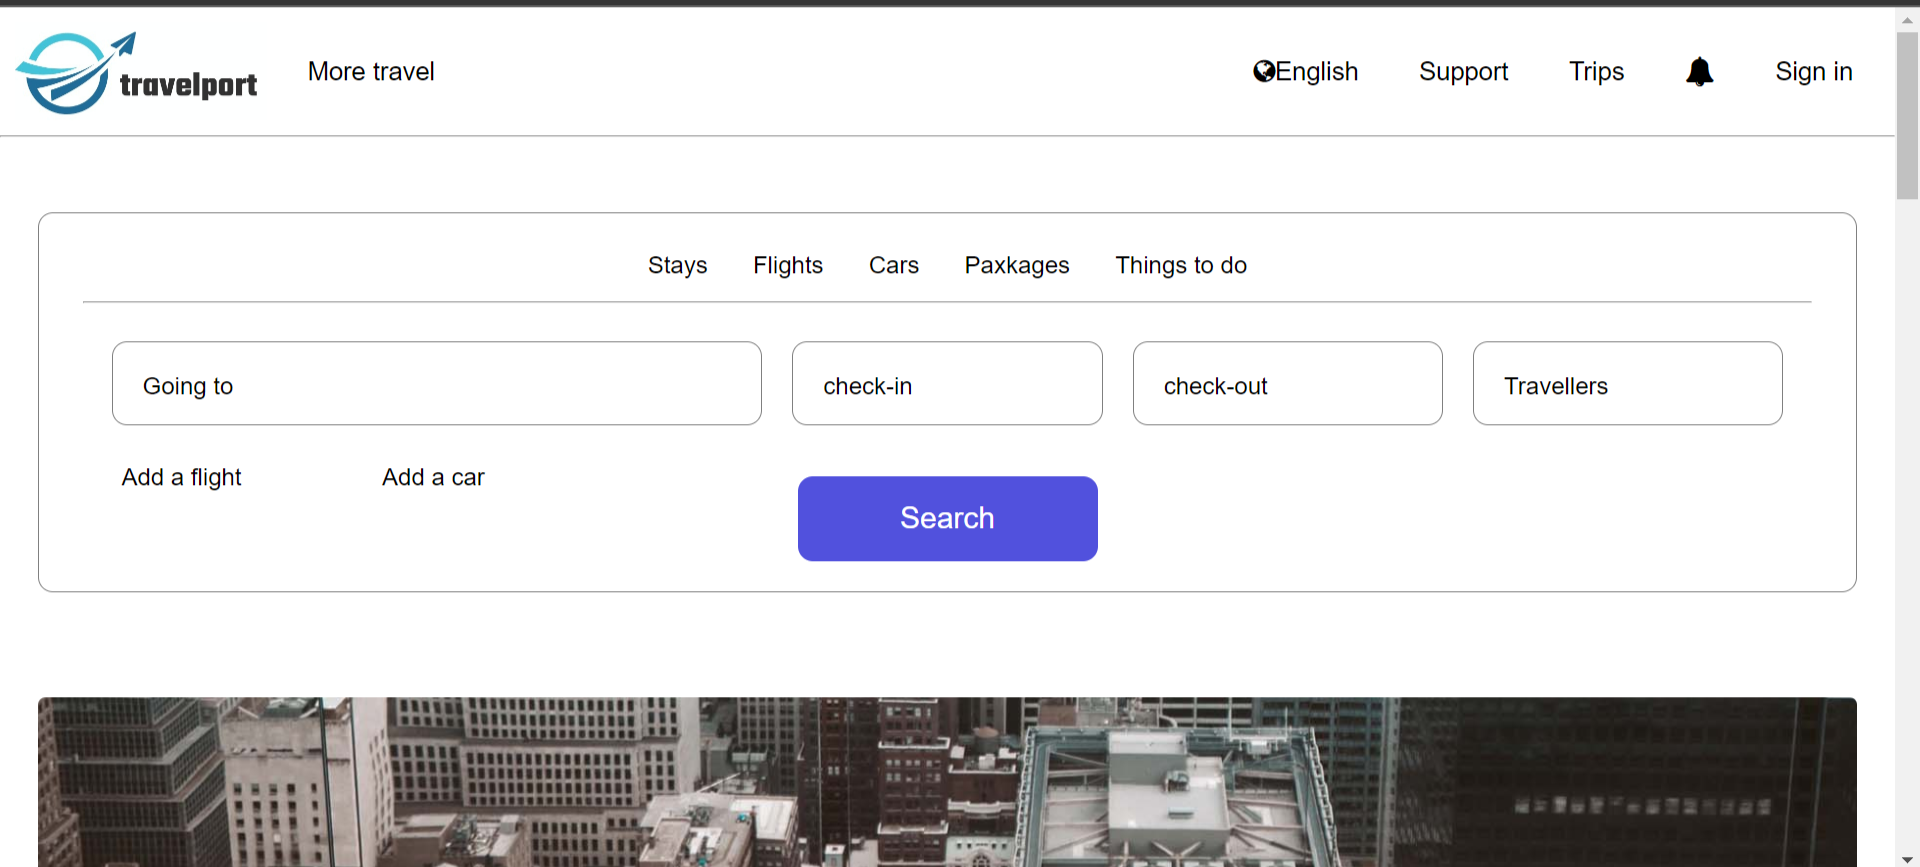 travelport More travel English Support Trips Sign in
Stays Flights Cars Paxkages Things to do
Going to check-in check-out Travellers
Add a flight Add a car
Search